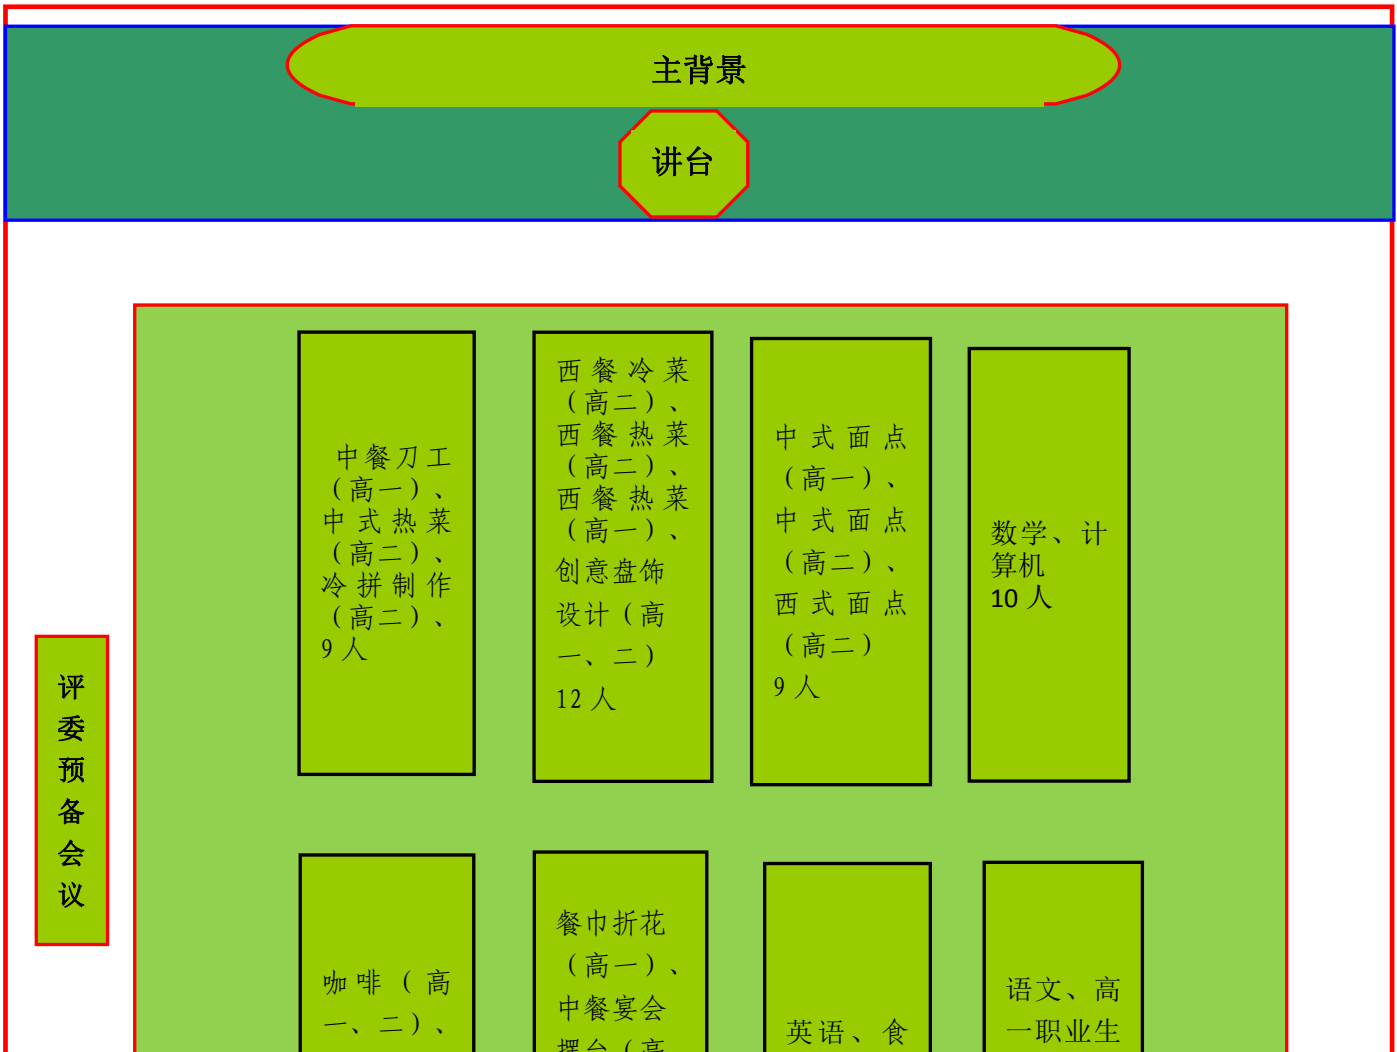 主背景
讲台
中餐刀工
（高一）、
中式热菜
（高二）、
冷拼制作
（高二）、
9人
西餐冷菜
（高二）、
西餐热菜
（高二）、
西餐热菜
（高一）、
创意盘饰
设计（高
一、二）
12人
中式面点
（高一）、
中式面点
（高二）、
西式面点
（高二）
9人
数学、计
算机
10人
评
委
预
备
会
议
咖啡（高
一、二）、
餐巾折花
（高一）、
中餐宴会
摆台（高
英语、食
语文、高
一职业生